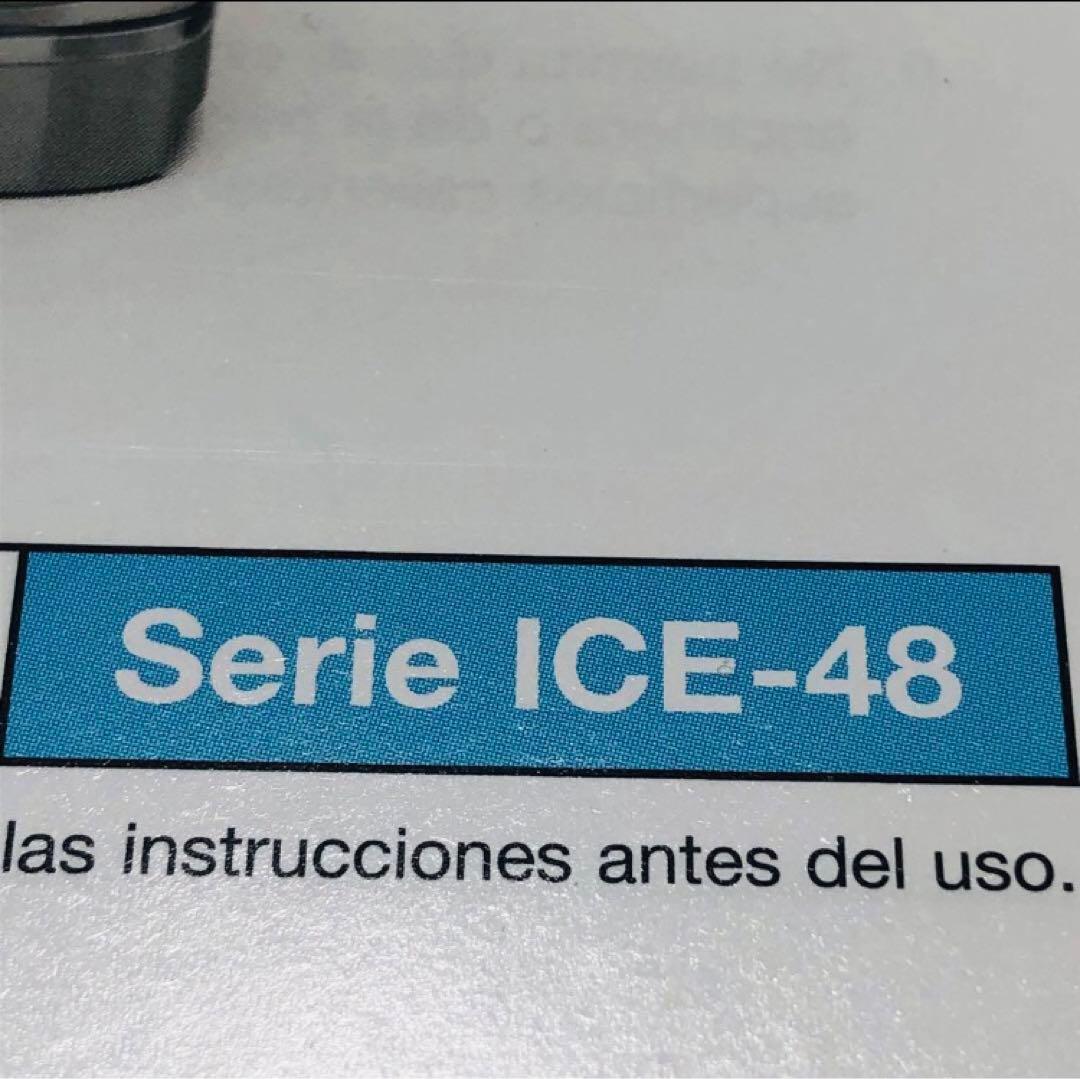 Serie ICE-48
las instrucciones antes del uso.